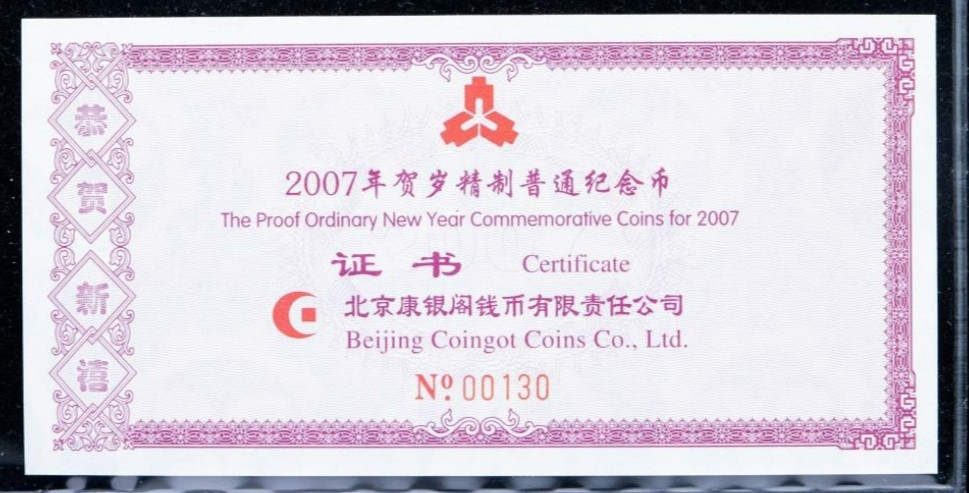 恭贺新禧
2007年贺岁精制普通纪念币
The Proof Ordinary New Year Commemorative Coins for 2007
证书 Certificate
北京康银阁钱币有限责任公司
Beijing Coingot Coins Co., Ltd.
Nº 00130